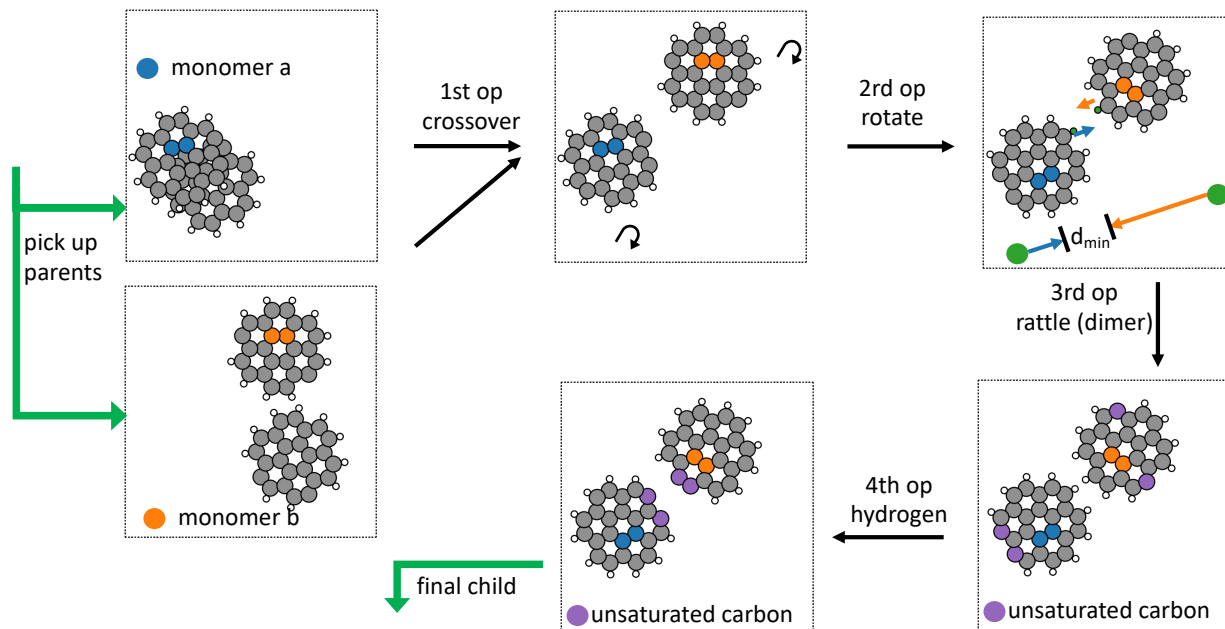 monomer a
1st op
crossover
2rd op
rotate
pick up
parents
d_min
3rd op
rattle (dimer)
monomer b
4th op
hydrogen
final child
unsaturated carbon
unsaturated carbon